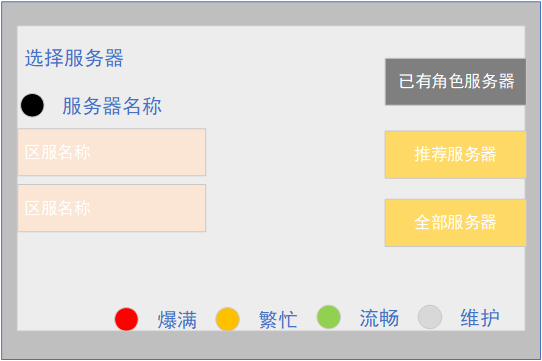 选择服务器
服务器名称
区服名称
区服名称
已有角色服务器
推荐服务器
全部服务器
爆满 繁忙 流畅 维护